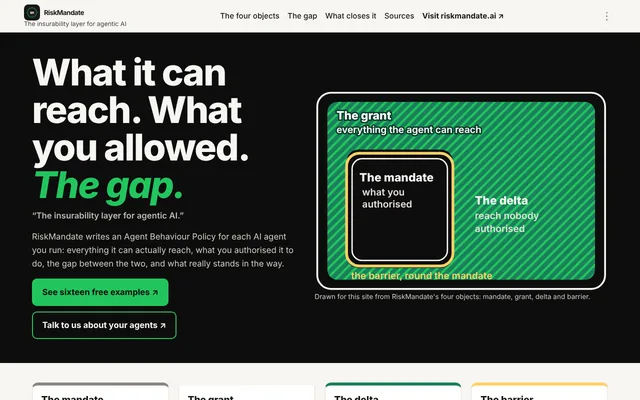 RiskMandate
The insurability layer for agentic AI
The four objects
The gap
What closes it
Sources
Visit riskmandate.ai ↗
What it can
reach. What
you allowed.
The gap.
“The insurability layer for agentic AI.”
RiskMandate writes an Agent Behaviour Policy for each AI agent
you run: everything it can actually reach, what you authorised it to
do, the gap between the two, and what really stands in the way.
See sixteen free examples ↗
Talk to us about your agents ↗
The grant
everything the agent can reach
The mandate
what you
authorised
The delta
reach nobody
authorised
the barrier, round the mandate
Drawn for this site from RiskMandate's four objects: mandate, grant, delta and barrier.
The mandate
The grant
The delta
The barrier